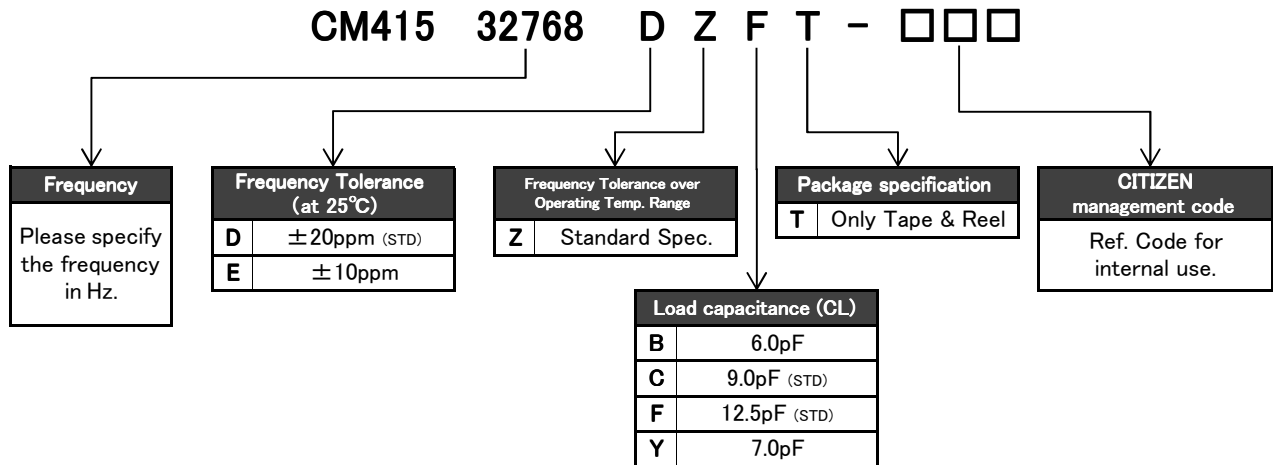 CM415 32768 D Z F T - □□□
Frequency
Please specify
the frequency
in Hz.
Frequency Tolerance
(at 25℃)
D ±20ppm (STD)
E ±10ppm
Frequency Tolerance over
Operating Temp. Range
Z Standard Spec.
Package specification
T Only Tape & Reel
CITIZEN
management code
Ref. Code for
internal use.
Load capacitance (CL)
B 6.0pF
C 9.0pF (STD)
F 12.5pF (STD)
Y 7.0pF